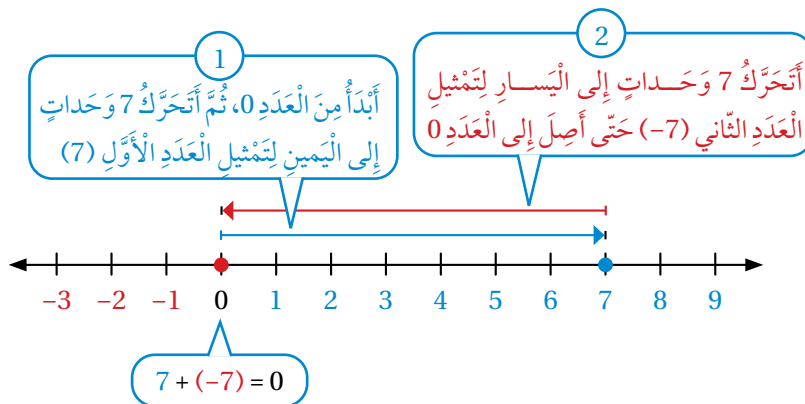 1
أَبْدَأُ مِنَ الْعَدَدِ 0، ثُمَّ أَتَحَرَّكُ 7 وَحَداتٍ
إِلى الْيَمينِ لِتَمْثيلِ الْعَدَدِ الْأَوَّلِ (7)
2
أَتَحَرَّكُ 7 وَحَـــداتٍ إِلى الْيَســـارِ لِتَمْثيلِ
الْعَدَدِ الثّاني (7−) حَتّى أَصِلَ إِلى الْعَدَدِ 0
−3 −2 −1 0 1 2 3 4 5 6 7 8 9
7 + (−7) = 0